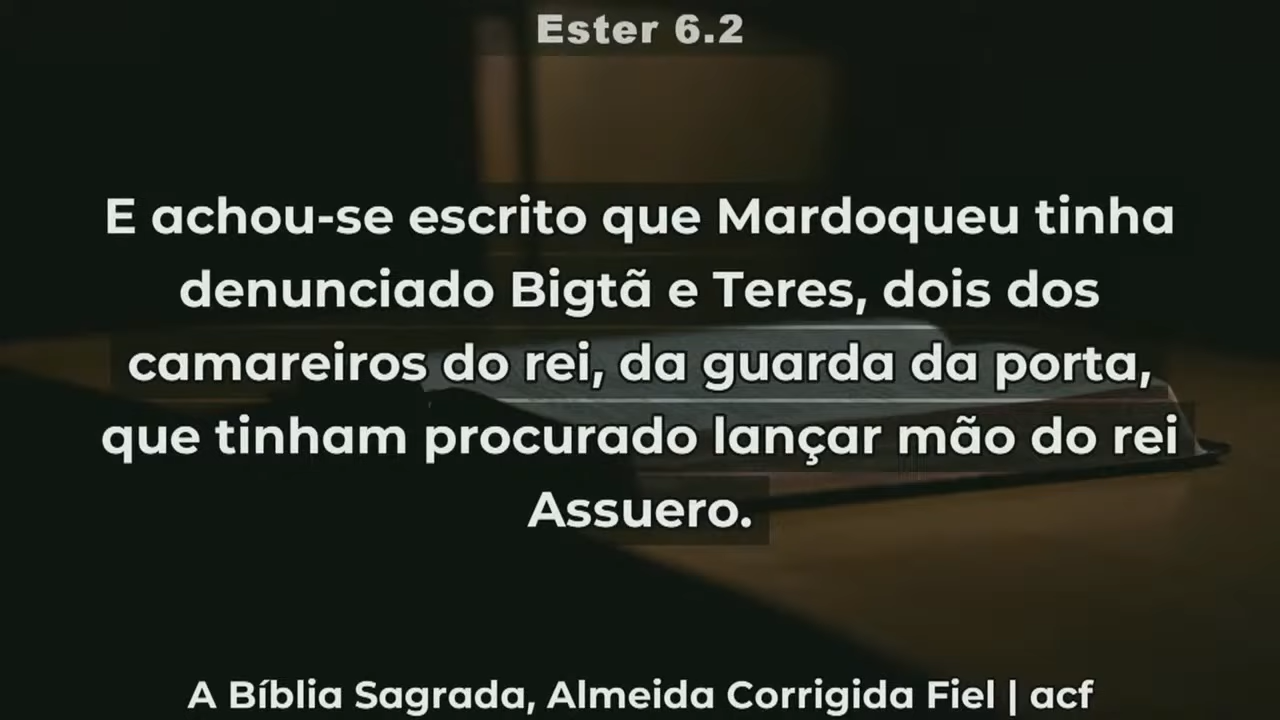 Ester 6.2
E achou-se escrito que Mardoqueu tinha
denunciado Bigtã e Teres, dois dos
camareiros do rei, da guarda da porta,
que tinham procurado lançar mão do rei
Assuero.
A Bíblia Sagrada, Almeida Corrigida Fiel | acf